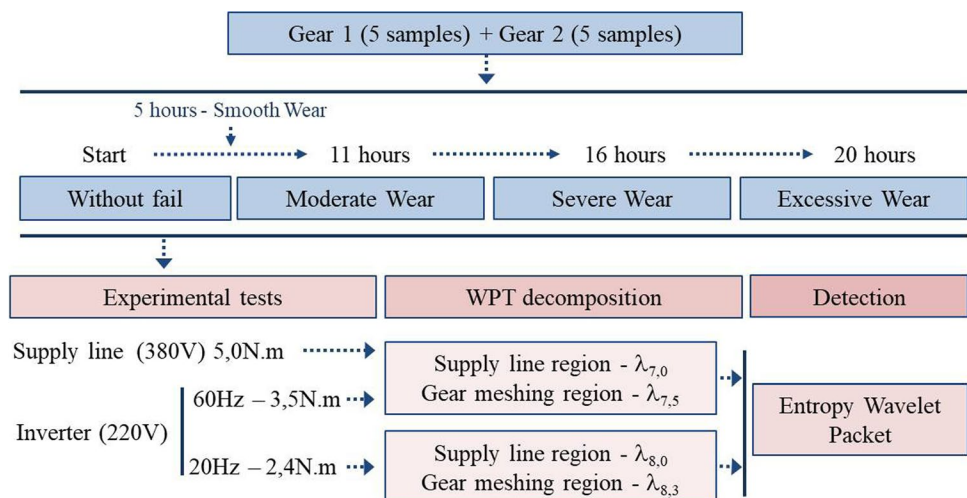 Gear 1 (5 samples) + Gear 2 (5 samples)
5 hours - Smooth Wear
Start 11 hours 16 hours 20 hours
Without fail Moderate Wear Severe Wear Excessive Wear
Experimental tests WPT decomposition Detection
Supply line (380V) 5,0N.m
Supply line region - λ7,0
Gear meshing region - λ7,5
60Hz – 3,5N.m
Inverter (220V)
20Hz – 2,4N.m
Supply line region - λ8,0
Gear meshing region - λ8,3
Entropy Wavelet
Packet